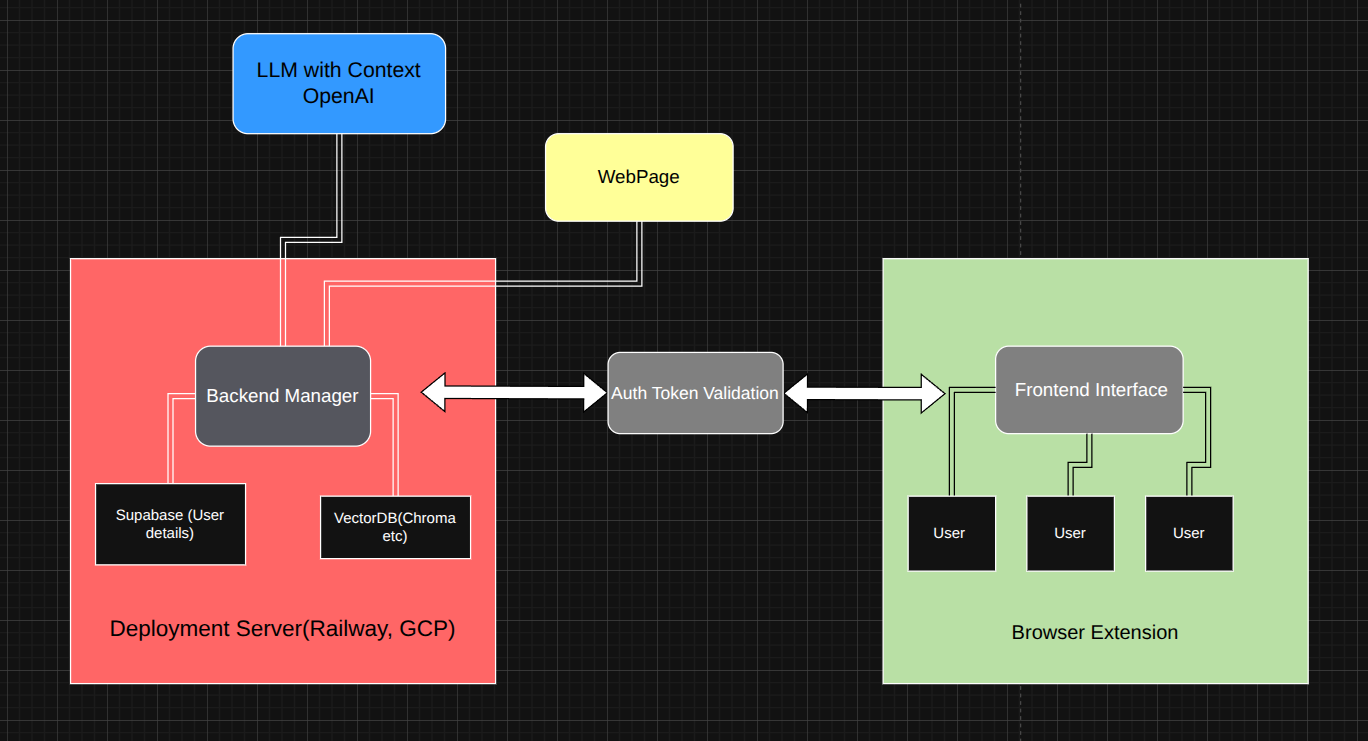 LLM with Context
OpenAI
WebPage
Backend Manager
Auth Token Validation
Frontend Interface
Supabase (User
details)
VectorDB(Chroma
etc)
User
User
User
Deployment Server(Railway, GCP)
Browser Extension